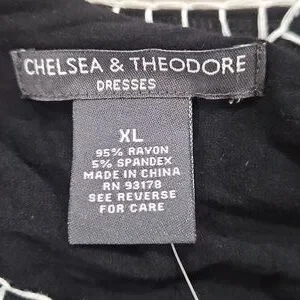 CHELSEA & THEODORE
DRESSES
XL
95% RAYON
5% SPANDEX
MADE IN CHINA
RN 93178
SEE REVERSE
FOR CARE